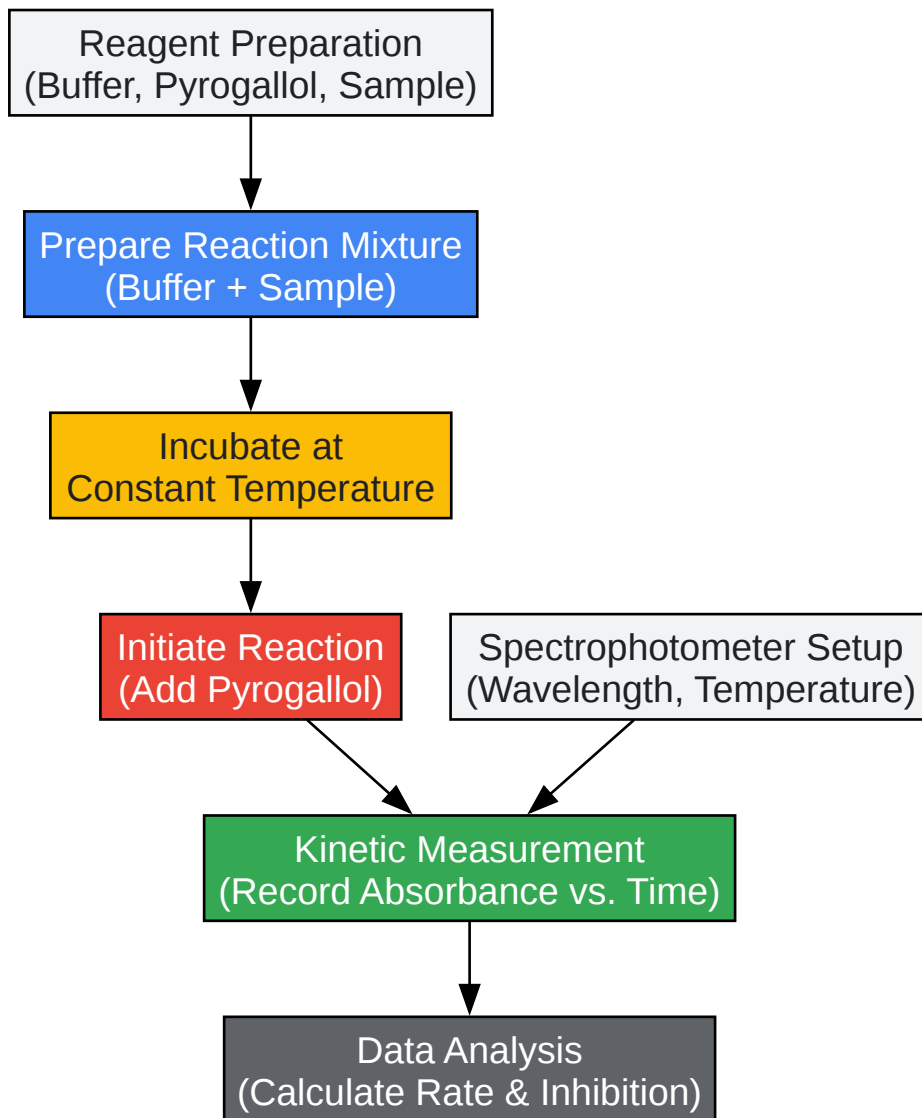 Reagent Preparation
(Buffer, Pyrogallol, Sample)
Prepare Reaction Mixture
(Buffer + Sample)
Incubate at
Constant Temperature
Initiate Reaction
(Add Pyrogallol)
Spectrophotometer Setup
(Wavelength, Temperature)
Kinetic Measurement
(Record Absorbance vs. Time)
Data Analysis
(Calculate Rate & Inhibition)